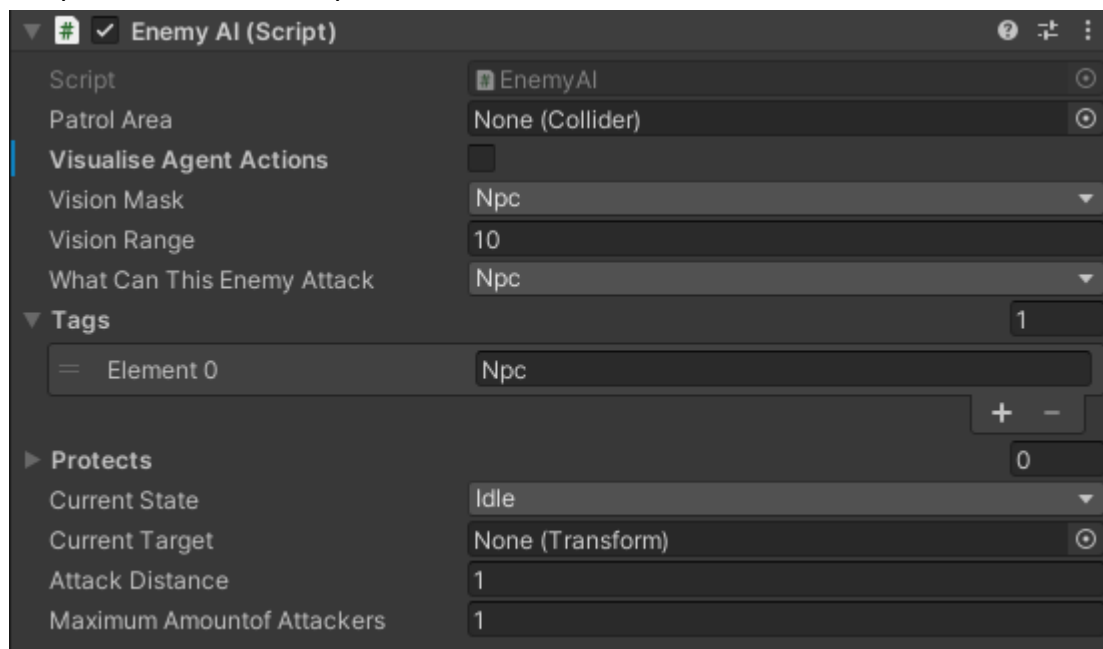 Enemy AI (Script)
Script EnemyAI
Patrol Area None (Collider)
Visualise Agent Actions
Vision Mask Npc
Vision Range 10
What Can This Enemy Attack Npc
Tags 1
Element 0 Npc
+ −
Protects 0
Current State Idle
Current Target None (Transform)
Attack Distance 1
Maximum Amountof Attackers 1